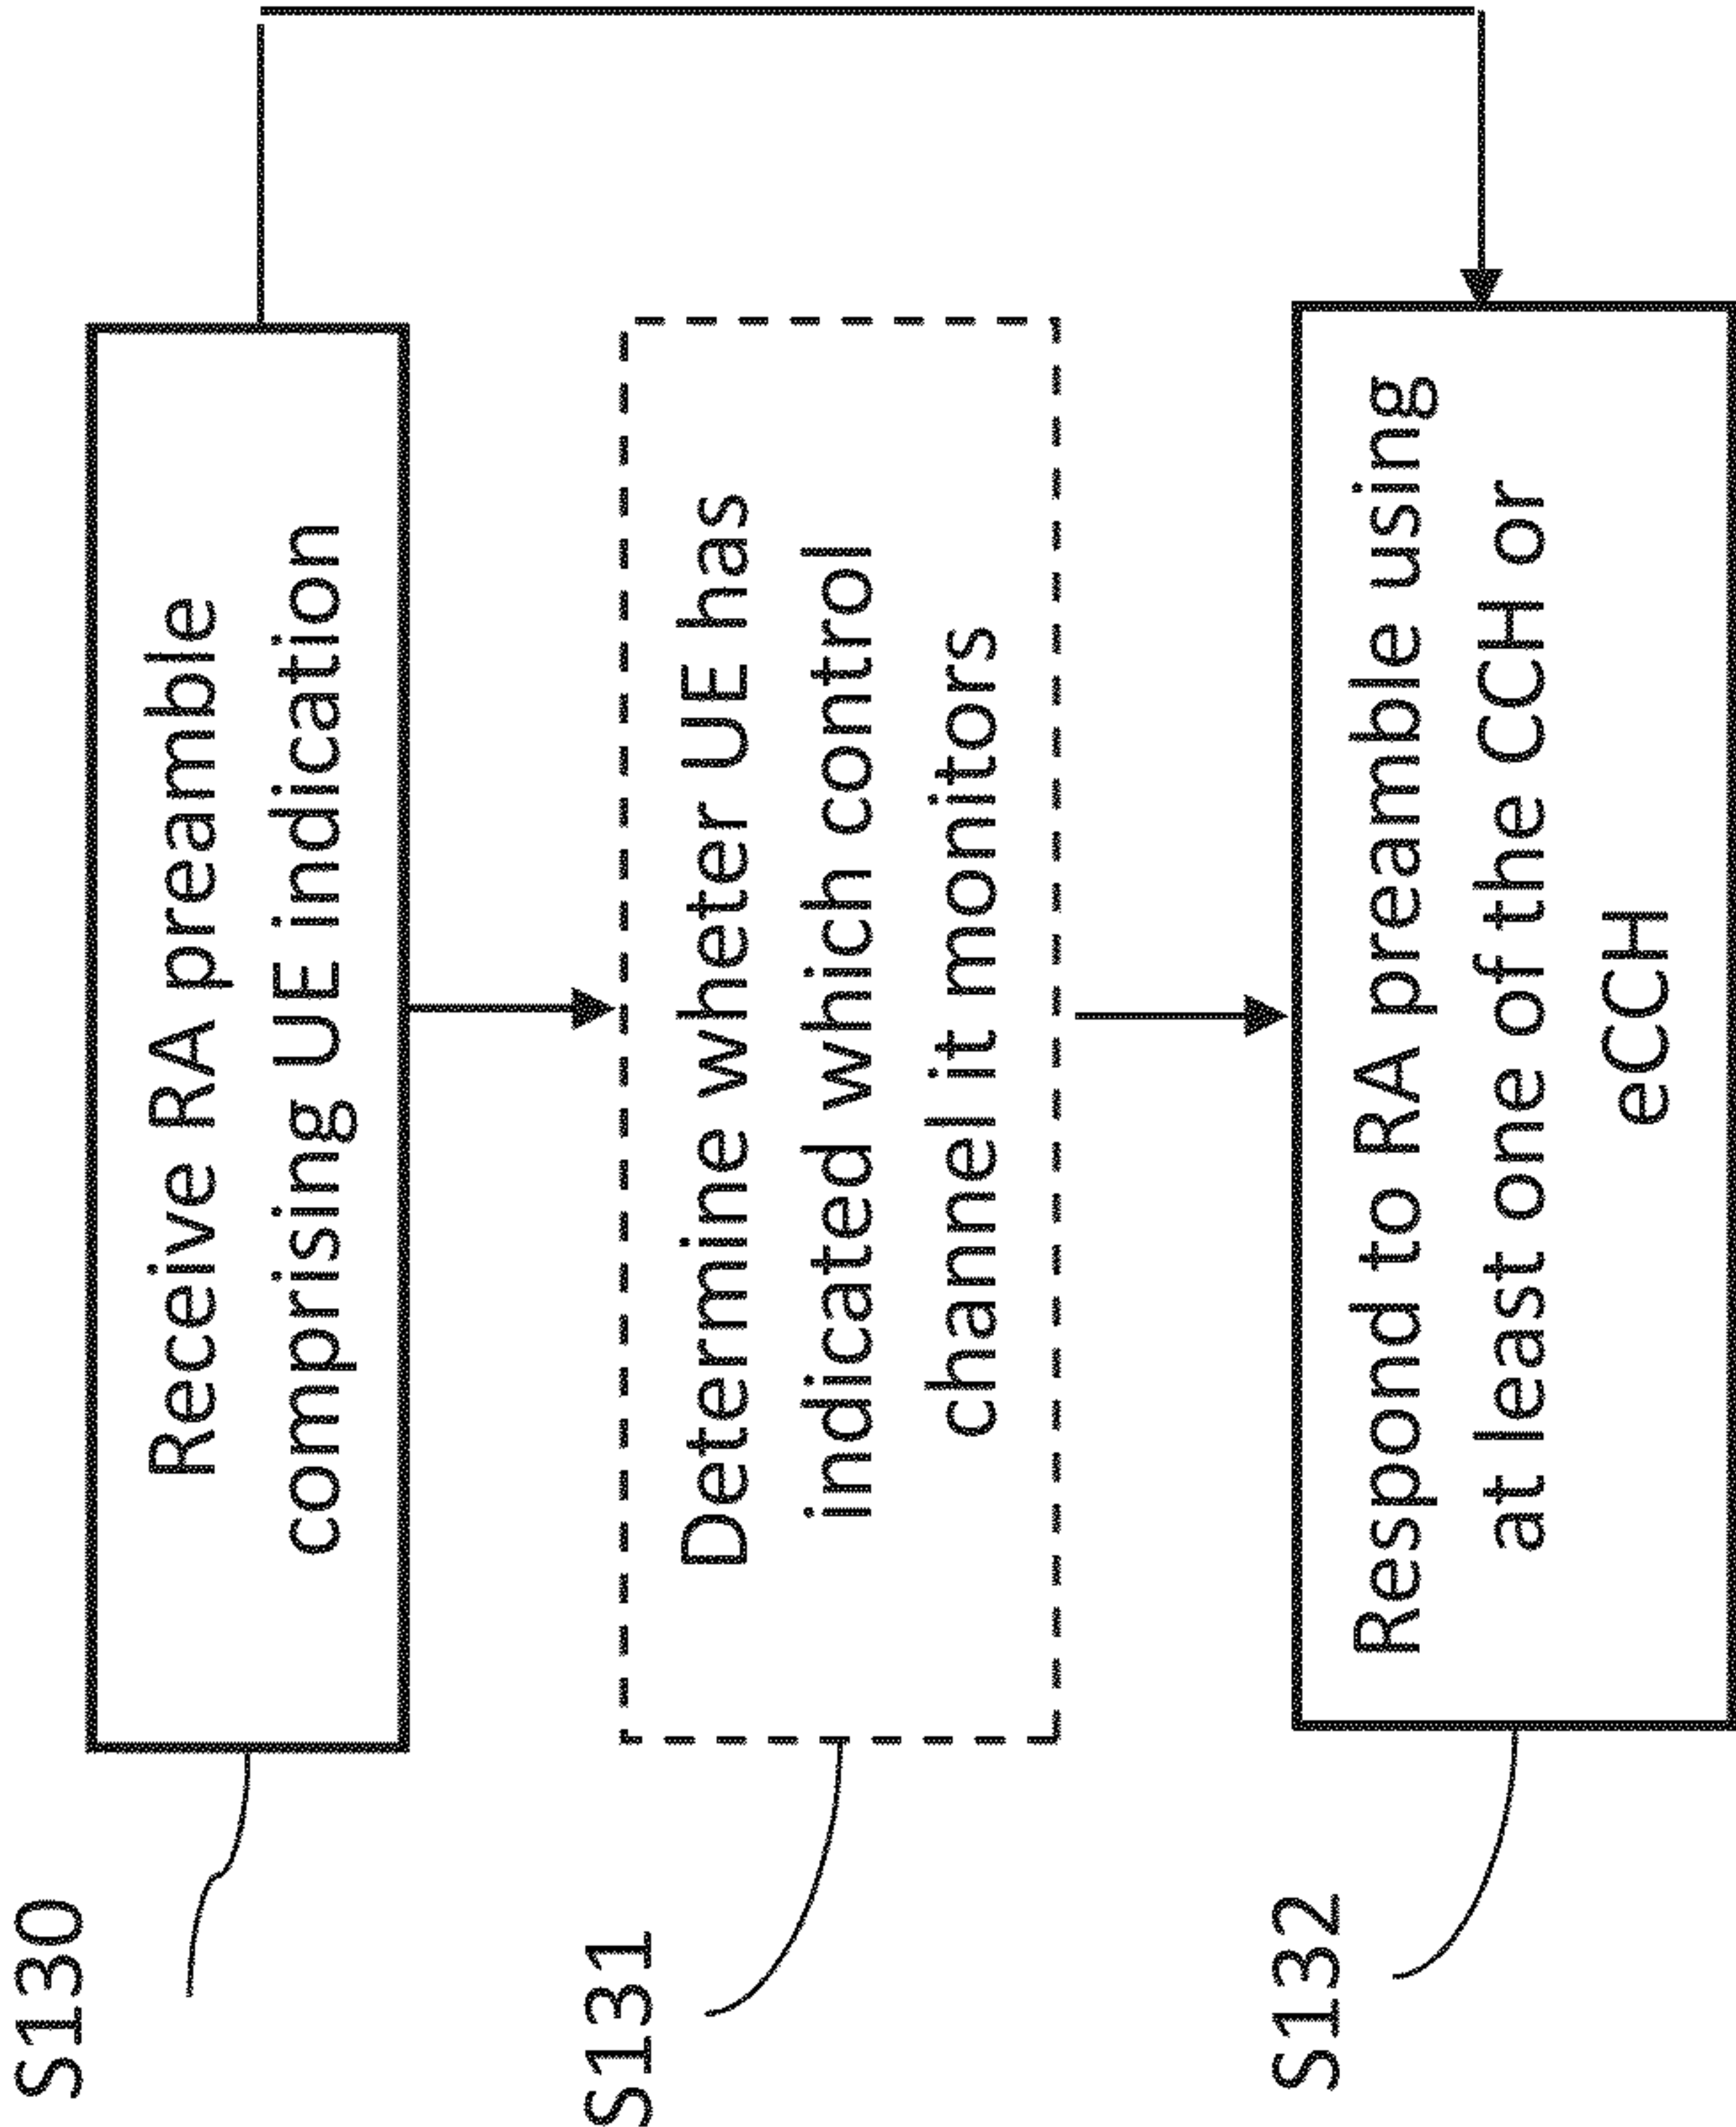 S130
Receive RA preamble
comprising UE indication
S131
Determine wheter UE has
indicated which control
channel it monitors
S132
Respond to RA preamble using
at least one of the CCH or
eCCH